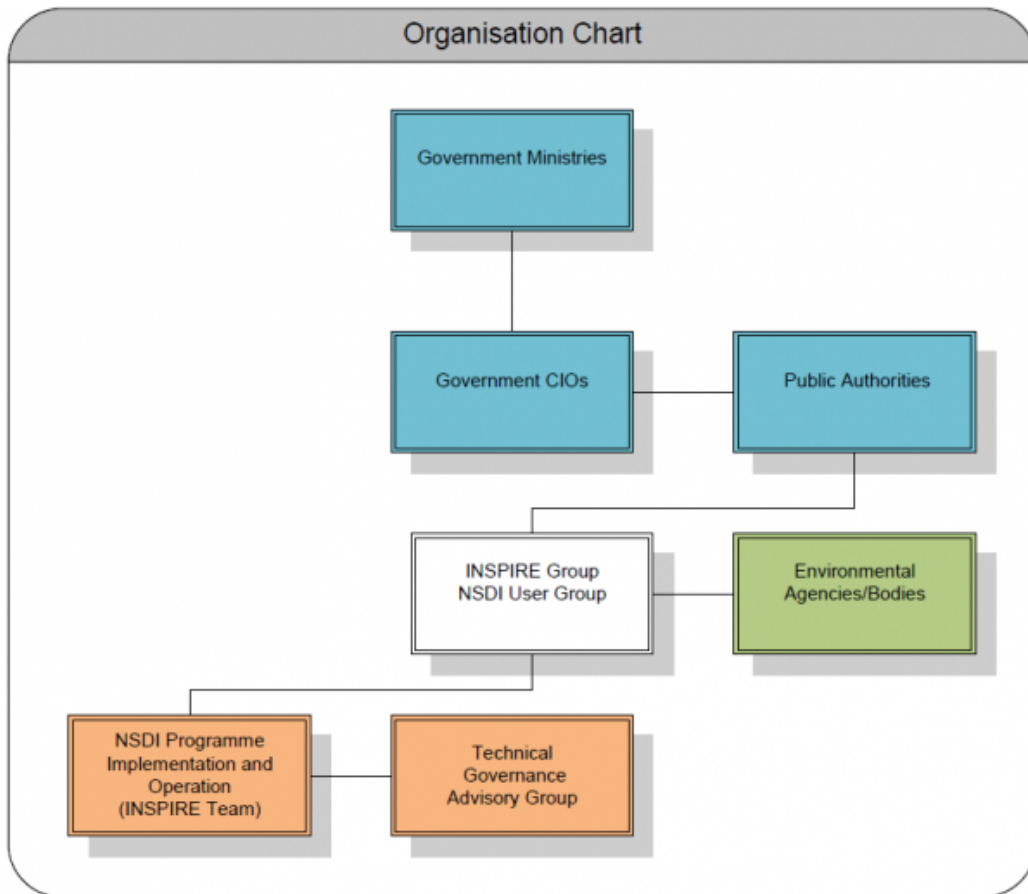 Organisation Chart
Government Ministries
Government CIOs
Public Authorities
INSPIRE Group
NSDI User Group
Environmental
Agencies/Bodies
NSDI Programme
Implementation and
Operation
(INSPIRE Team)
Technical
Governance
Advisory Group